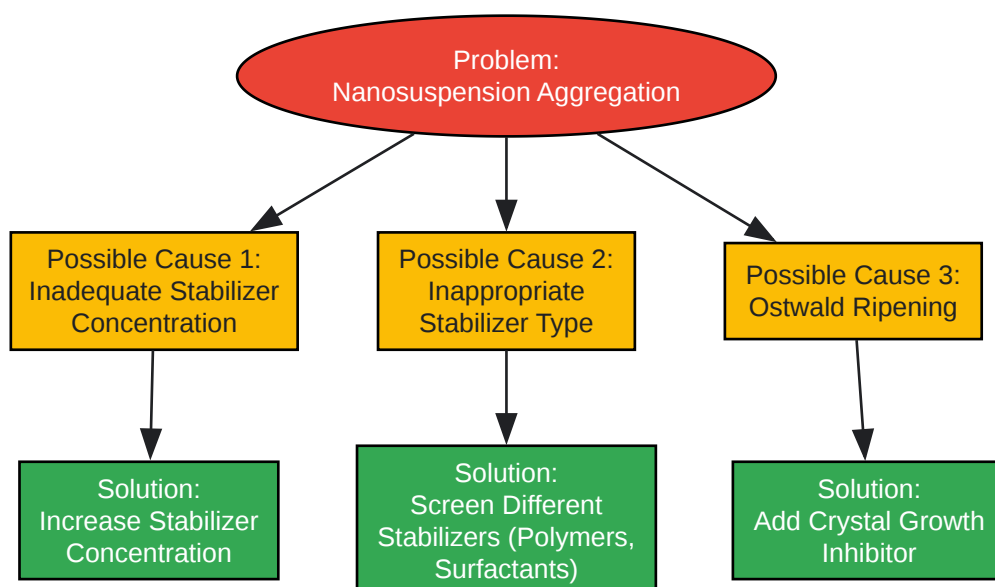 Problem:
Nanosuspension Aggregation
Possible Cause 1:
Inadequate Stabilizer
Concentration
Possible Cause 2:
Inappropriate
Stabilizer Type
Possible Cause 3:
Ostwald Ripening
Solution:
Increase Stabilizer
Concentration
Solution:
Screen Different
Stabilizers (Polymers,
Surfactants)
Solution:
Add Crystal Growth
Inhibitor